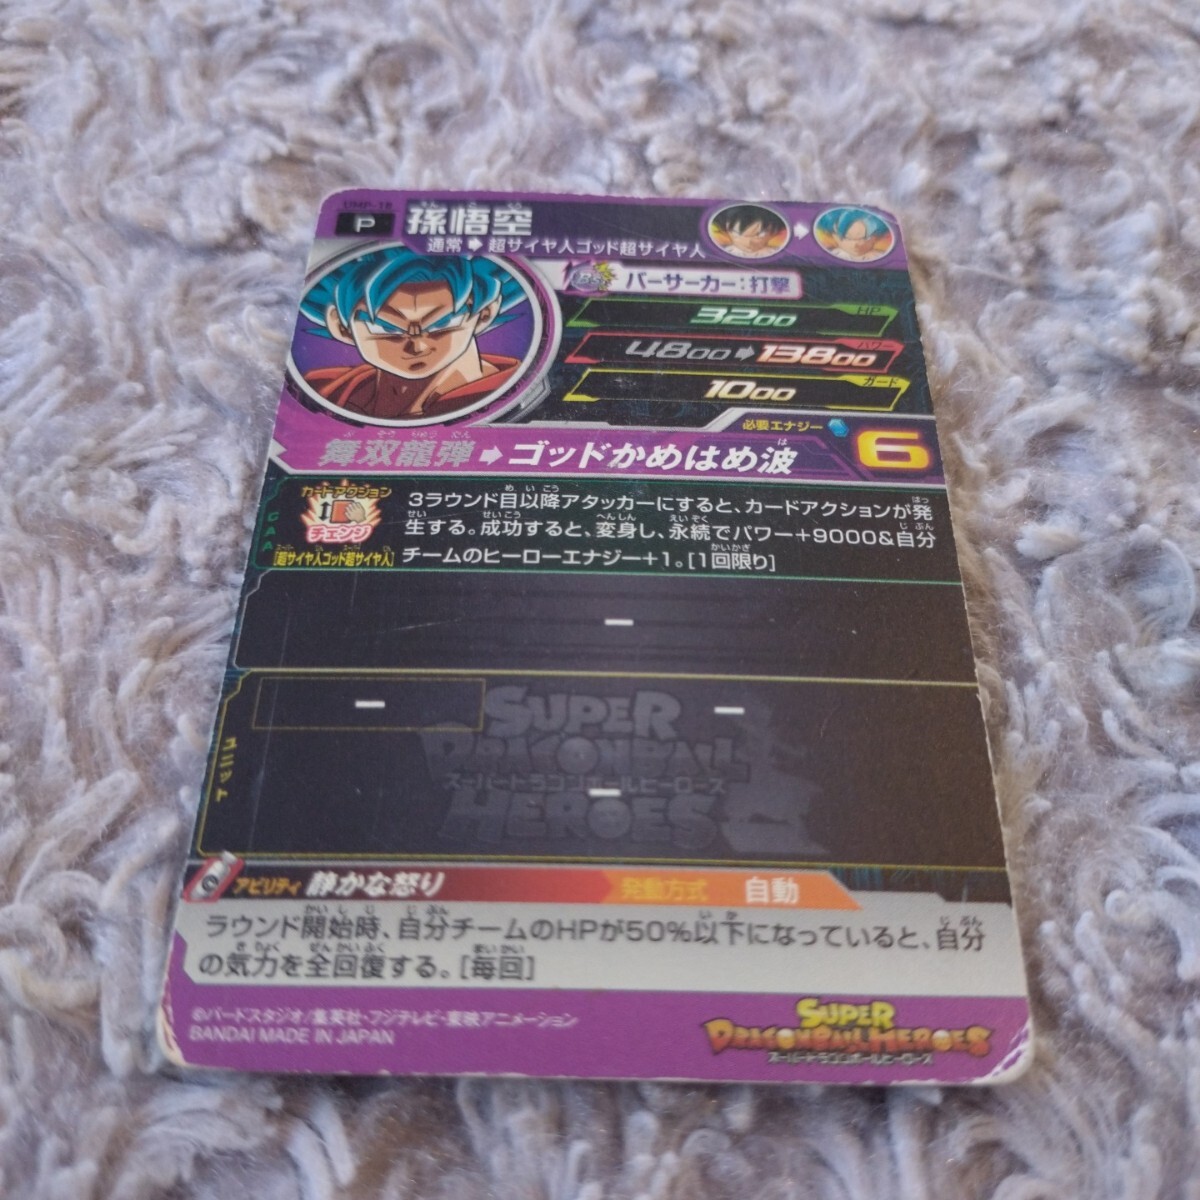 UMP-18
P
孫悟空
通常➡超サイヤ人ゴッド超サイヤ人
BS バーサーカー:打撃
HP
3200
パワー
4800➡13800
ガード
1000
必要エナジー 6
舞双龍弾➡ゴッドかめはめ波
CAA
カードアクション
チェンジ
[超サイヤ人ゴッド超サイヤ人]
3ラウンド目以降アタッカーにすると、カードアクションが発
生する。成功すると、変身し、永続でパワー+9000&自分
チームのヒーローエナジー+1。[1回限り]
ー
ユニット
ー
ー
ー
SUPER
DRAGONBALL
スーパードラゴンボールヒーローズ
HEROES
アビリティ 静かな怒り 発動方式 自動
ラウンド開始時、自分チームのHPが50%以下になっていると、自分
の気力を全回復する。[毎回]
©バードスタジオ/集英社・フジテレビ・東映アニメーション
BANDAI MADE IN JAPAN
SUPER
DRAGONBALL HEROES
スーパードラゴンボールヒーローズ